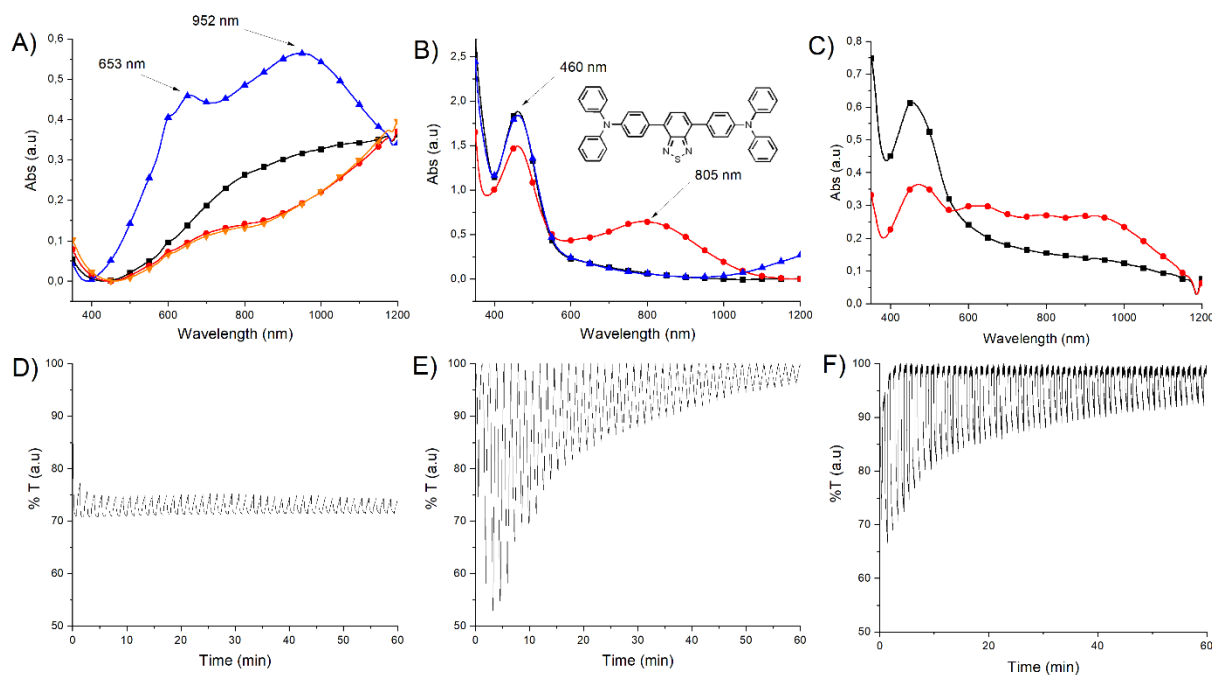 A)
952 nm
653 nm
0,6
0,5
0,4
0,3
0,2
0,1
0,0
400
600
800
1000
1200
Wavelength (nm)
Abs (a.u)
B)
460 nm
N
N
N
N
S
805 nm
2,5
2,0
1,5
1,0
0,5
0,0
400
600
800
1000
1200
Wavelength (nm)
Abs (a.u)
C)
0,8
0,7
0,6
0,5
0,4
0,3
0,2
0,1
0,0
400
600
800
1000
1200
Wavelength (nm)
Abs (a.u)
D)
100
90
80
70
60
50
0
10
20
30
40
50
60
Time (min)
% T (a.u)
E)
100
90
80
70
60
50
0
10
20
30
40
50
60
Time (min)
% T (a.u)
F)
100
90
80
70
60
50
0
20
40
60
Time (min)
%T (a.u)